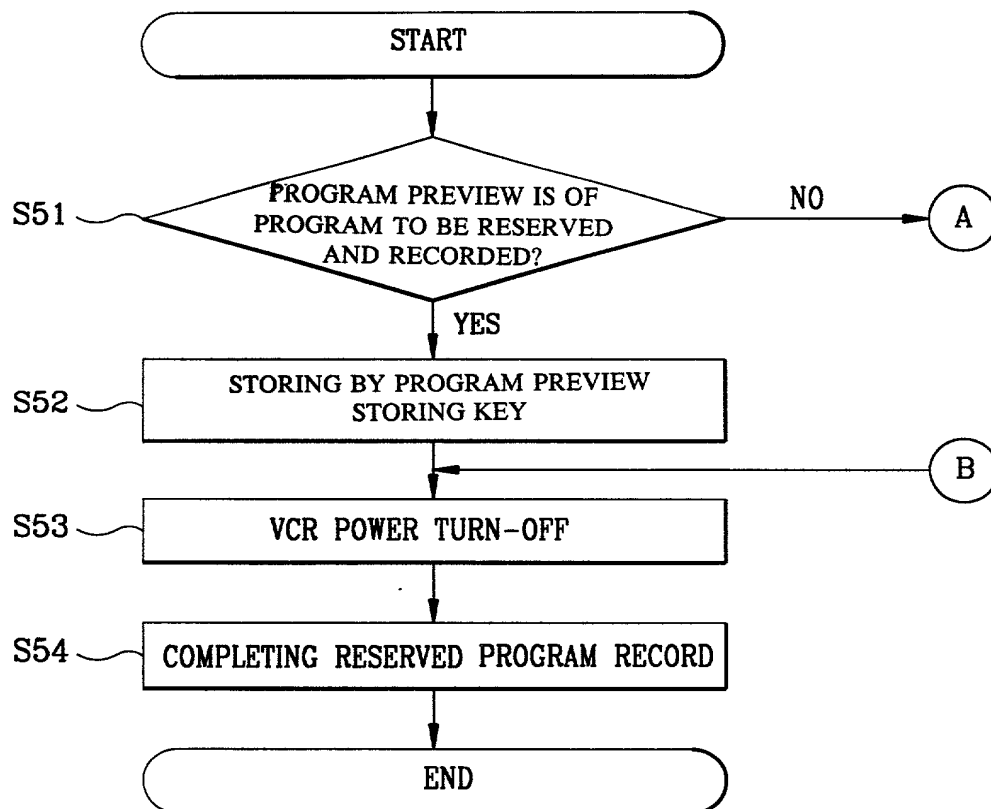 START
S51
PROGRAM PREVIEW IS OF
PROGRAM TO BE RESERVED
AND RECORDED?
NO
A
YES
S52
STORING BY PROGRAM PREVIEW
STORING KEY
B
S53
VCR POWER TURN-OFF
S54
COMPLETING RESERVED PROGRAM RECORD
END